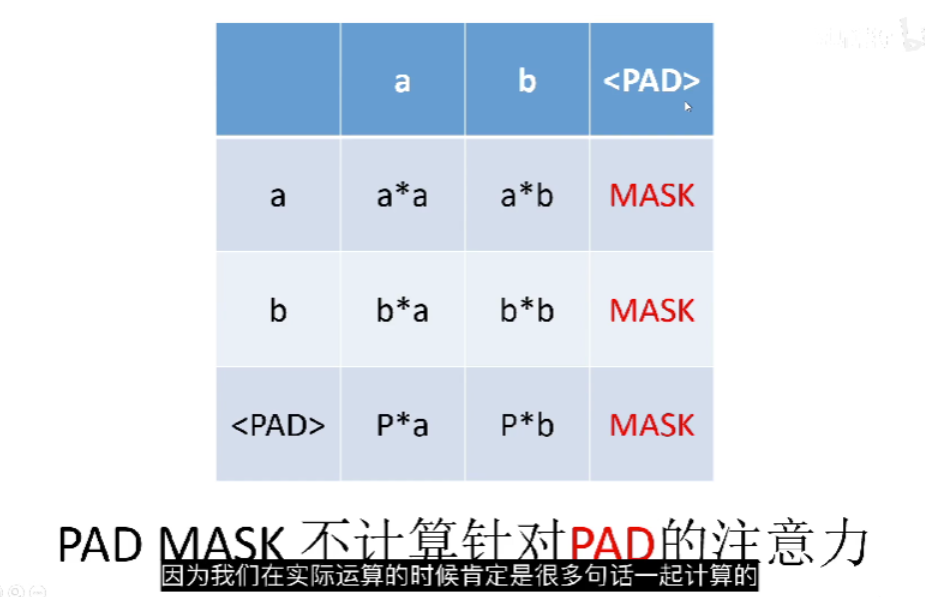 a b <PAD>
a a*a a*b MASK
b b*a b*b MASK
<PAD> P*a P*b MASK
PAD MASK 不计算针对PAD的注意力
因为我们在实际运算的时候肯定是很多句话一起计算的